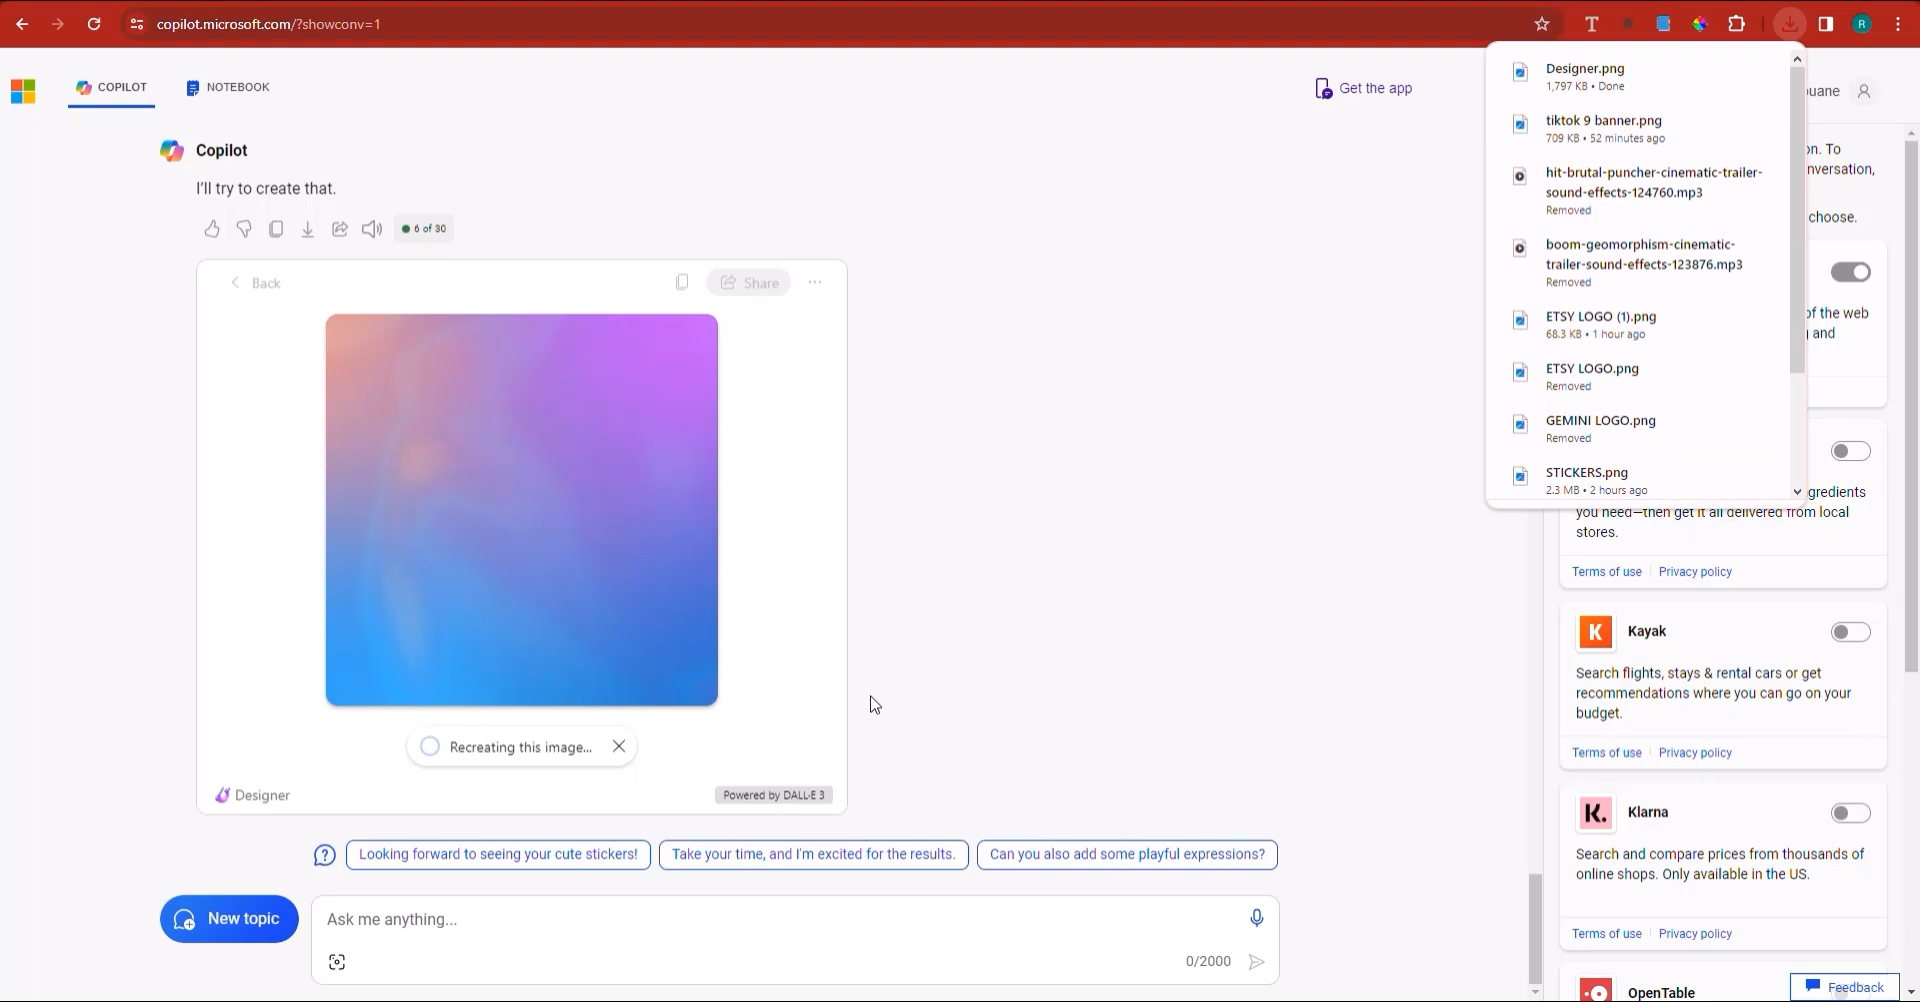 copilot.microsoft.com/?showconv=1
T
R
COPILOT
NOTEBOOK
Get the app
Copilot
I'll try to create that.
6 of 30
Back
Share
Recreating this image...
Designer
Powered by DALL·E 3
Looking forward to seeing your cute stickers!
Take your time, and I'm excited for the results.
Can you also add some playful expressions?
New topic
Ask me anything...
0/2000
Designer.png
1,797 KB • Done
tiktok 9 banner.png
709 KB • 52 minutes ago
hit-brutal-puncher-cinematic-trailer-
sound-effects-124760.mp3
Removed
boom-geomorphism-cinematic-
trailer-sound-effects-123876.mp3
Removed
ETSY LOGO (1).png
68.3 KB • 1 hour ago
ETSY LOGO.png
Removed
GEMINI LOGO.png
Removed
STICKERS.png
2.3 MB • 2 hours ago
uane
on. To
nversation,
choose.
of the web
and
gredients
you need—then get it all delivered from local
stores.
Terms of use
Privacy policy
K
Kayak
Search flights, stays & rental cars or get
recommendations where you can go on your
budget.
Terms of use
Privacy policy
K.
Klarna
Search and compare prices from thousands of
online shops. Only available in the US.
Terms of use
Privacy policy
OpenTable
Feedback